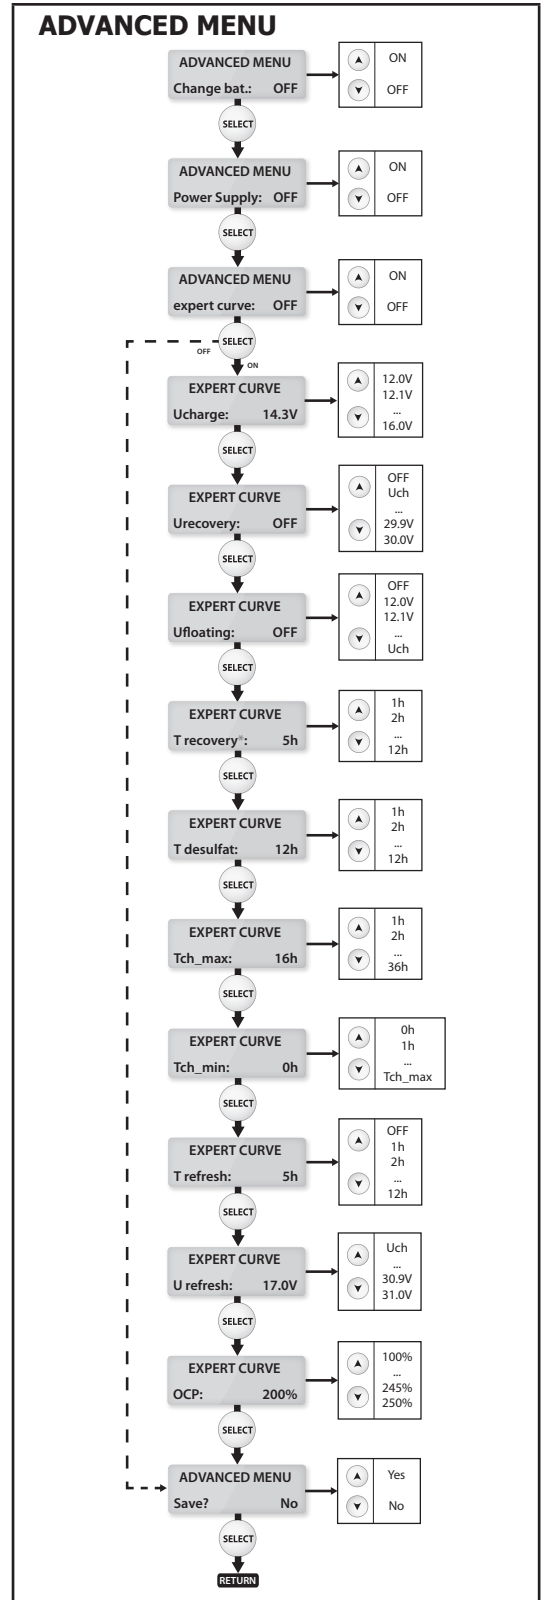 ADVANCED MENU
ADVANCED MENU
Change bat.: OFF
ON
OFF
SELECT
ADVANCED MENU
Power Supply: OFF
ON
OFF
SELECT
ADVANCED MENU
expert curve: OFF
ON
OFF
SELECT
OFF
ON
EXPERT CURVE
Ucharge: 14.3V
12.0V
12.1V
...
16.0V
SELECT
EXPERT CURVE
Urecovery: OFF
OFF
Uch
...
29.9V
30.0V
SELECT
EXPERT CURVE
Ufloating: OFF
OFF
12.0V
12.1V
...
Uch
SELECT
EXPERT CURVE
T recovery*: 5h
1h
2h
...
12h
SELECT
EXPERT CURVE
T desulfat: 12h
1h
2h
...
12h
SELECT
EXPERT CURVE
Tch_max: 16h
1h
2h
...
36h
SELECT
EXPERT CURVE
Tch_min: 0h
0h
1h
...
Tch_max
SELECT
EXPERT CURVE
T refresh: 5h
OFF
1h
2h
...
12h
SELECT
EXPERT CURVE
U refresh: 17.0V
Uch
...
30.9V
31.0V
SELECT
EXPERT CURVE
OCP: 200%
100%
...
245%
250%
SELECT
ADVANCED MENU
Save? No
Yes
No
SELECT
RETURN